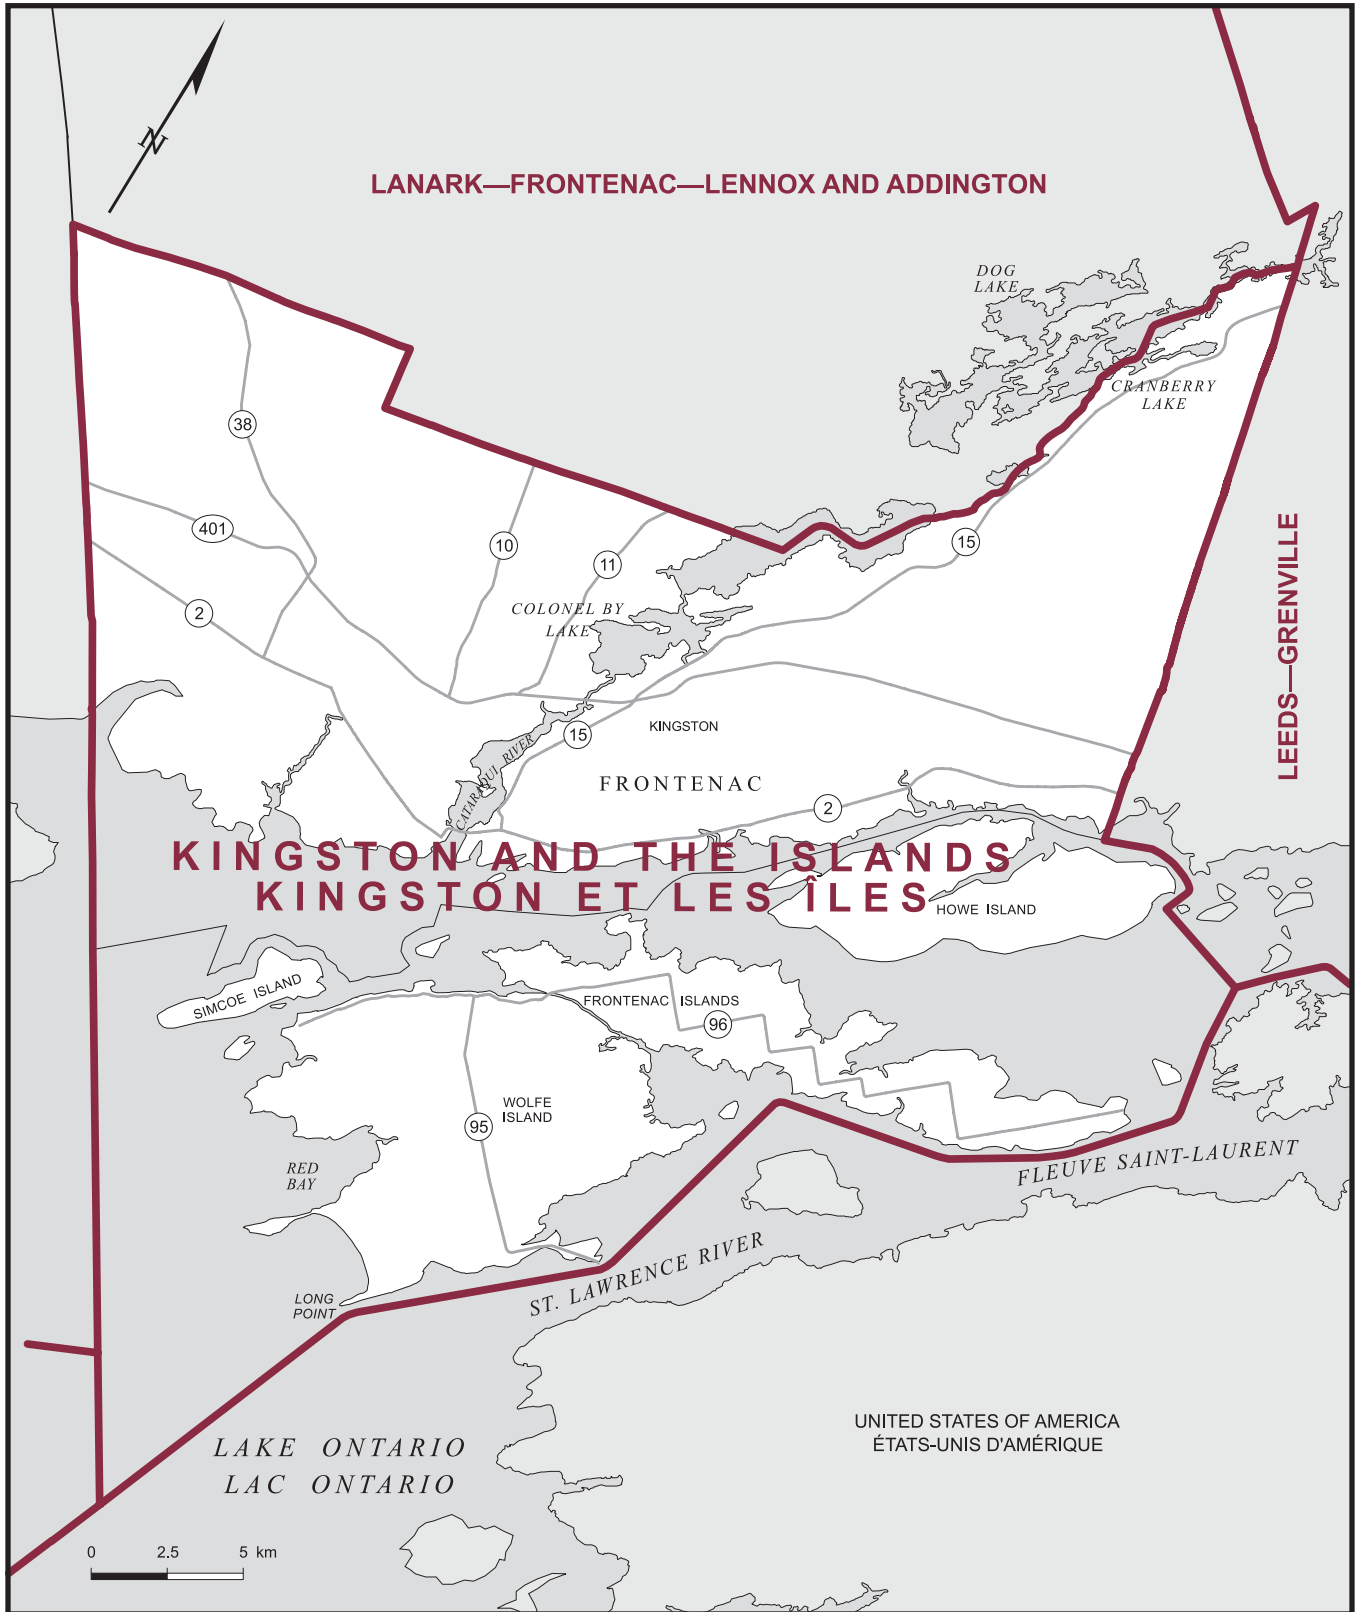 N
LANARK—FRONTENAC—LENNOX AND ADDINGTON
DOG
LAKE
CRANBERRY
LAKE
38
401
10
15
11
2
COLONEL BY
LAKE
LEEDS—GRENVILLE
KINGSTON
15
CATARAQUI RIVER
FRONTENAC
2
KINGSTON AND THE ISLANDS
KINGSTON ET LES ÎLES
HOWE ISLAND
SIMCOE ISLAND
FRONTENAC ISLANDS
96
WOLFE
ISLAND
95
RED
BAY
FLEUVE SAINT-LAURENT
ST. LAWRENCE RIVER
LONG
POINT
UNITED STATES OF AMERICA
ÉTATS-UNIS D'AMÉRIQUE
LAKE ONTARIO
LAC ONTARIO
0 2.5 5 km